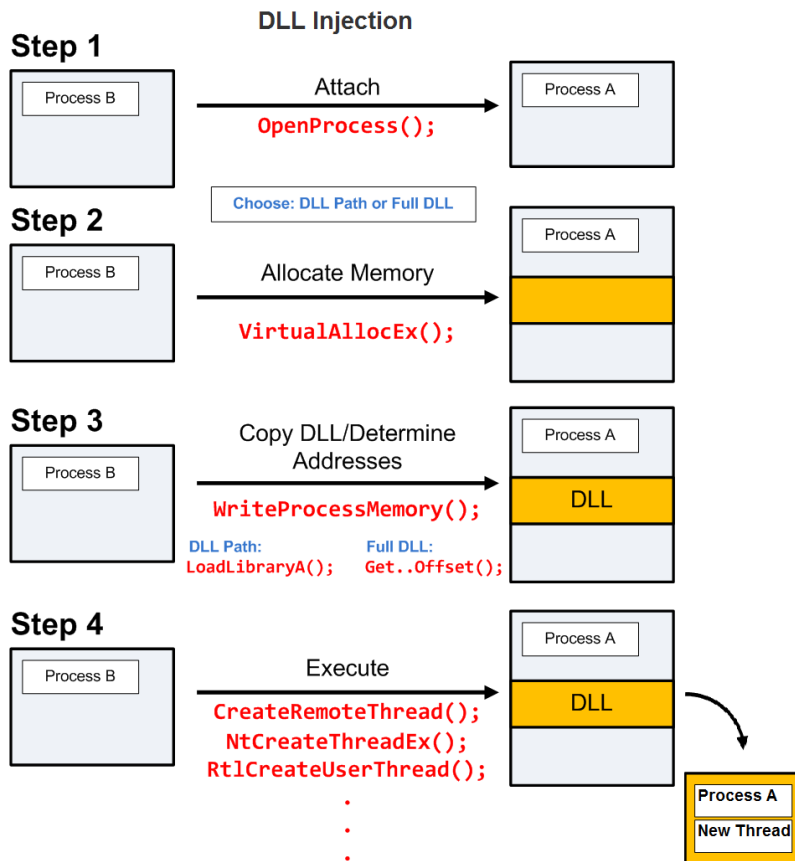 DLL Injection
Step 1
Process B
Attach
OpenProcess();
Process A
Choose: DLL Path or Full DLL
Step 2
Process B
Allocate Memory
VirtualAllocEx();
Process A
Step 3
Process B
Copy DLL/Determine
Addresses
WriteProcessMemory();
DLL Path:
LoadLibraryA();
Full DLL:
Get..Offset();
Process A
DLL
Step 4
Process B
Execute
CreateRemoteThread();
NtCreateThreadEx();
RtlCreateUserThread();
.
.
.
Process A
DLL
Process A
New Thread